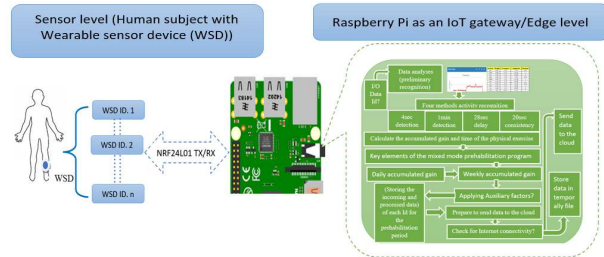 Sensor level (Human subject with
Wearable sensor device (WSD))
Raspberry Pi as an IoT gateway/Edge level
WSD ID. 1
WSD ID. 2
WSD ID. n
WSD
NRF24L01 TX/RX
I/O
Data
Id?
Data analyses
(preliminary
recognition)
Four methods activity recognition
4sec
detection
1min
detection
28sec
delay
28sec
consistency
Send
data
to the
cloud
Calculate the accumulated gain and time of the physical exercise
Key elements of the mixed mode prehabilitation program
Daily accumulated gain
Weekly accumulated gain
Store
data in
tempor
ally file
(Storing the
incoming and
processed data)
of each Id for
the
prehabilitation
period
Applying Auxiliary factors?
Prepare to send data to the cloud
Check for Internet connectivity?